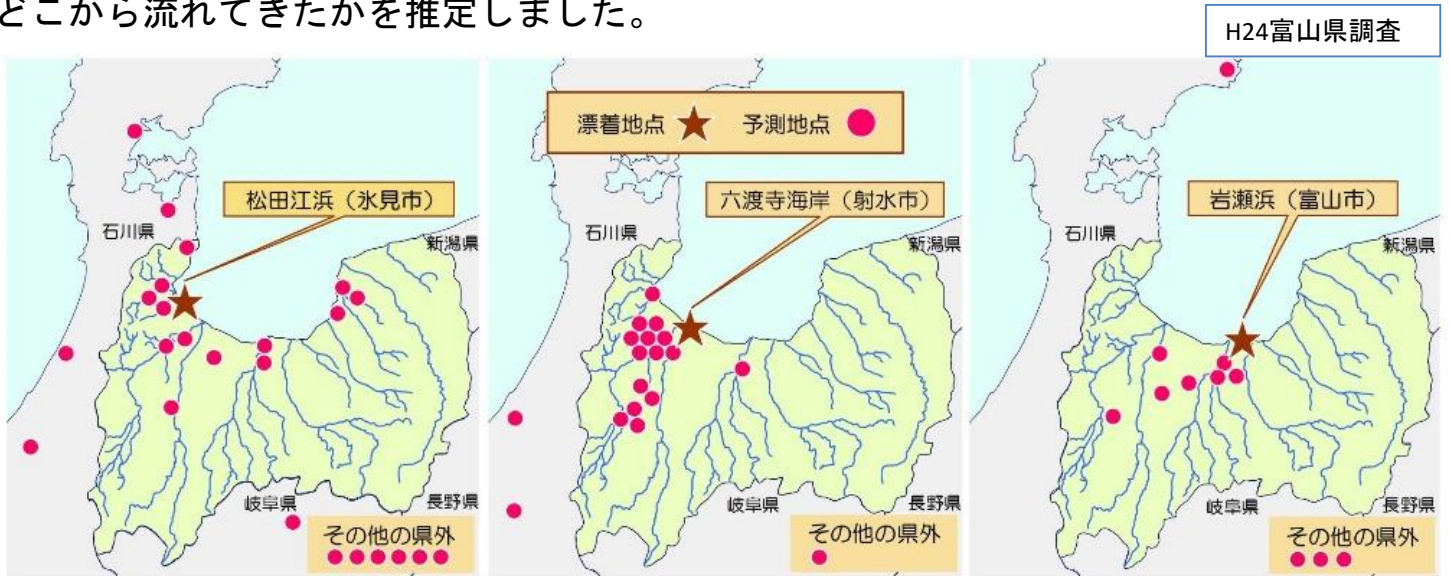 どこから流れてきたかを推定しました。
H24富山県調査
松田江浜（氷見市）
石川県
新潟県
岐阜県
長野県
その他の県外
漂着地点 予測地点
六渡寺海岸（射水市）
石川県
新潟県
岐阜県
長野県
その他の県外
岩瀬浜（富山市）
石川県
新潟県
岐阜県
長野県
その他の県外